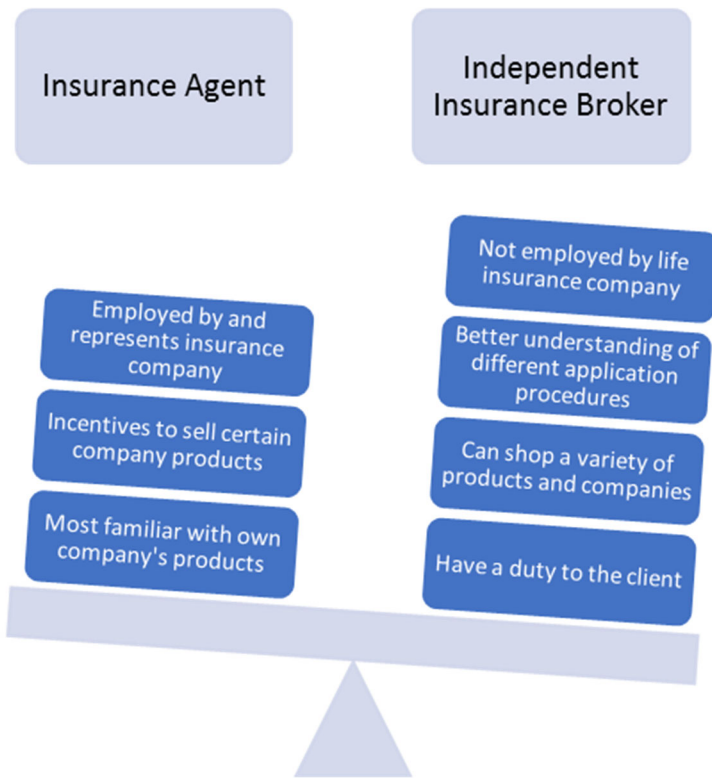 Insurance Agent
Independent
Insurance Broker
Employed by and
represents insurance
company
Incentives to sell certain
company products
Most familiar with own
company's products
Not employed by life
insurance company
Better understanding of
different application
procedures
Can shop a variety of
products and companies
Have a duty to the client